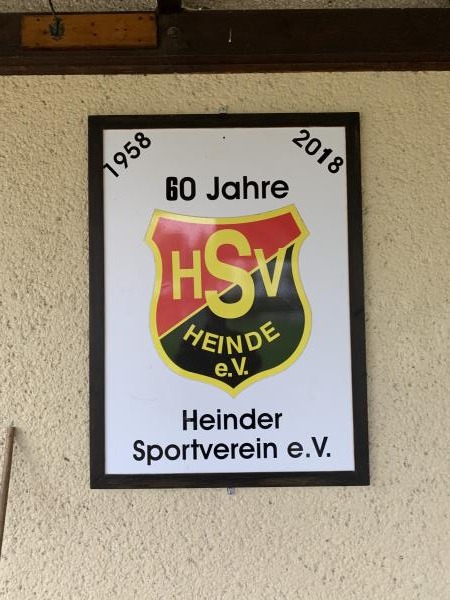 1958
2018
60 Jahre
HSV
HEINDE
e.V.
Heinder
Sportverein e.V.